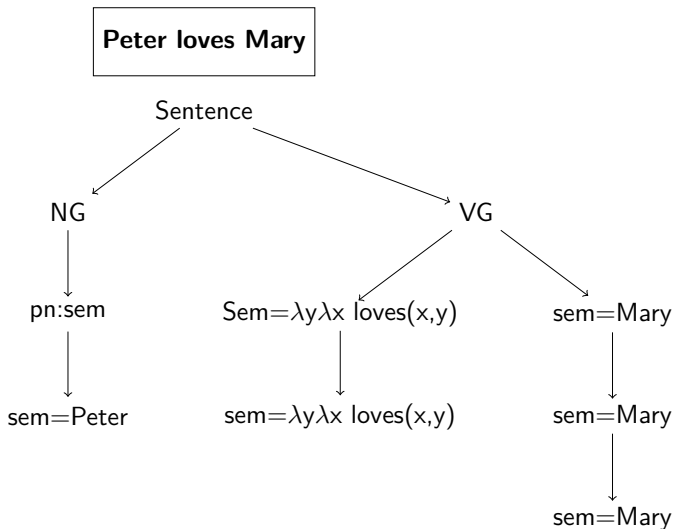 Peter loves Mary
Sentence
NG VG
pn:sem Sem=λyλx loves(x,y) sem=Mary
sem=Peter sem=λyλx loves(x,y) sem=Mary
sem=Mary